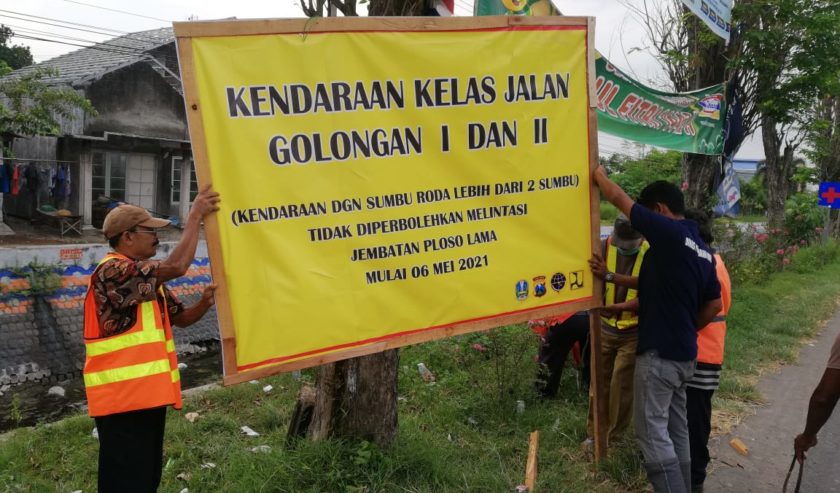 KENDARAAN KELAS JALAN
GOLONGAN I DAN II
(KENDARAAN DGN SUMBU RODA LEBIH DARI 2 SUMBU)
TIDAK DIPERBOLEHKAN MELINTASI
JEMBATAN PLOSO LAMA
MULAI 06 MEI 2021